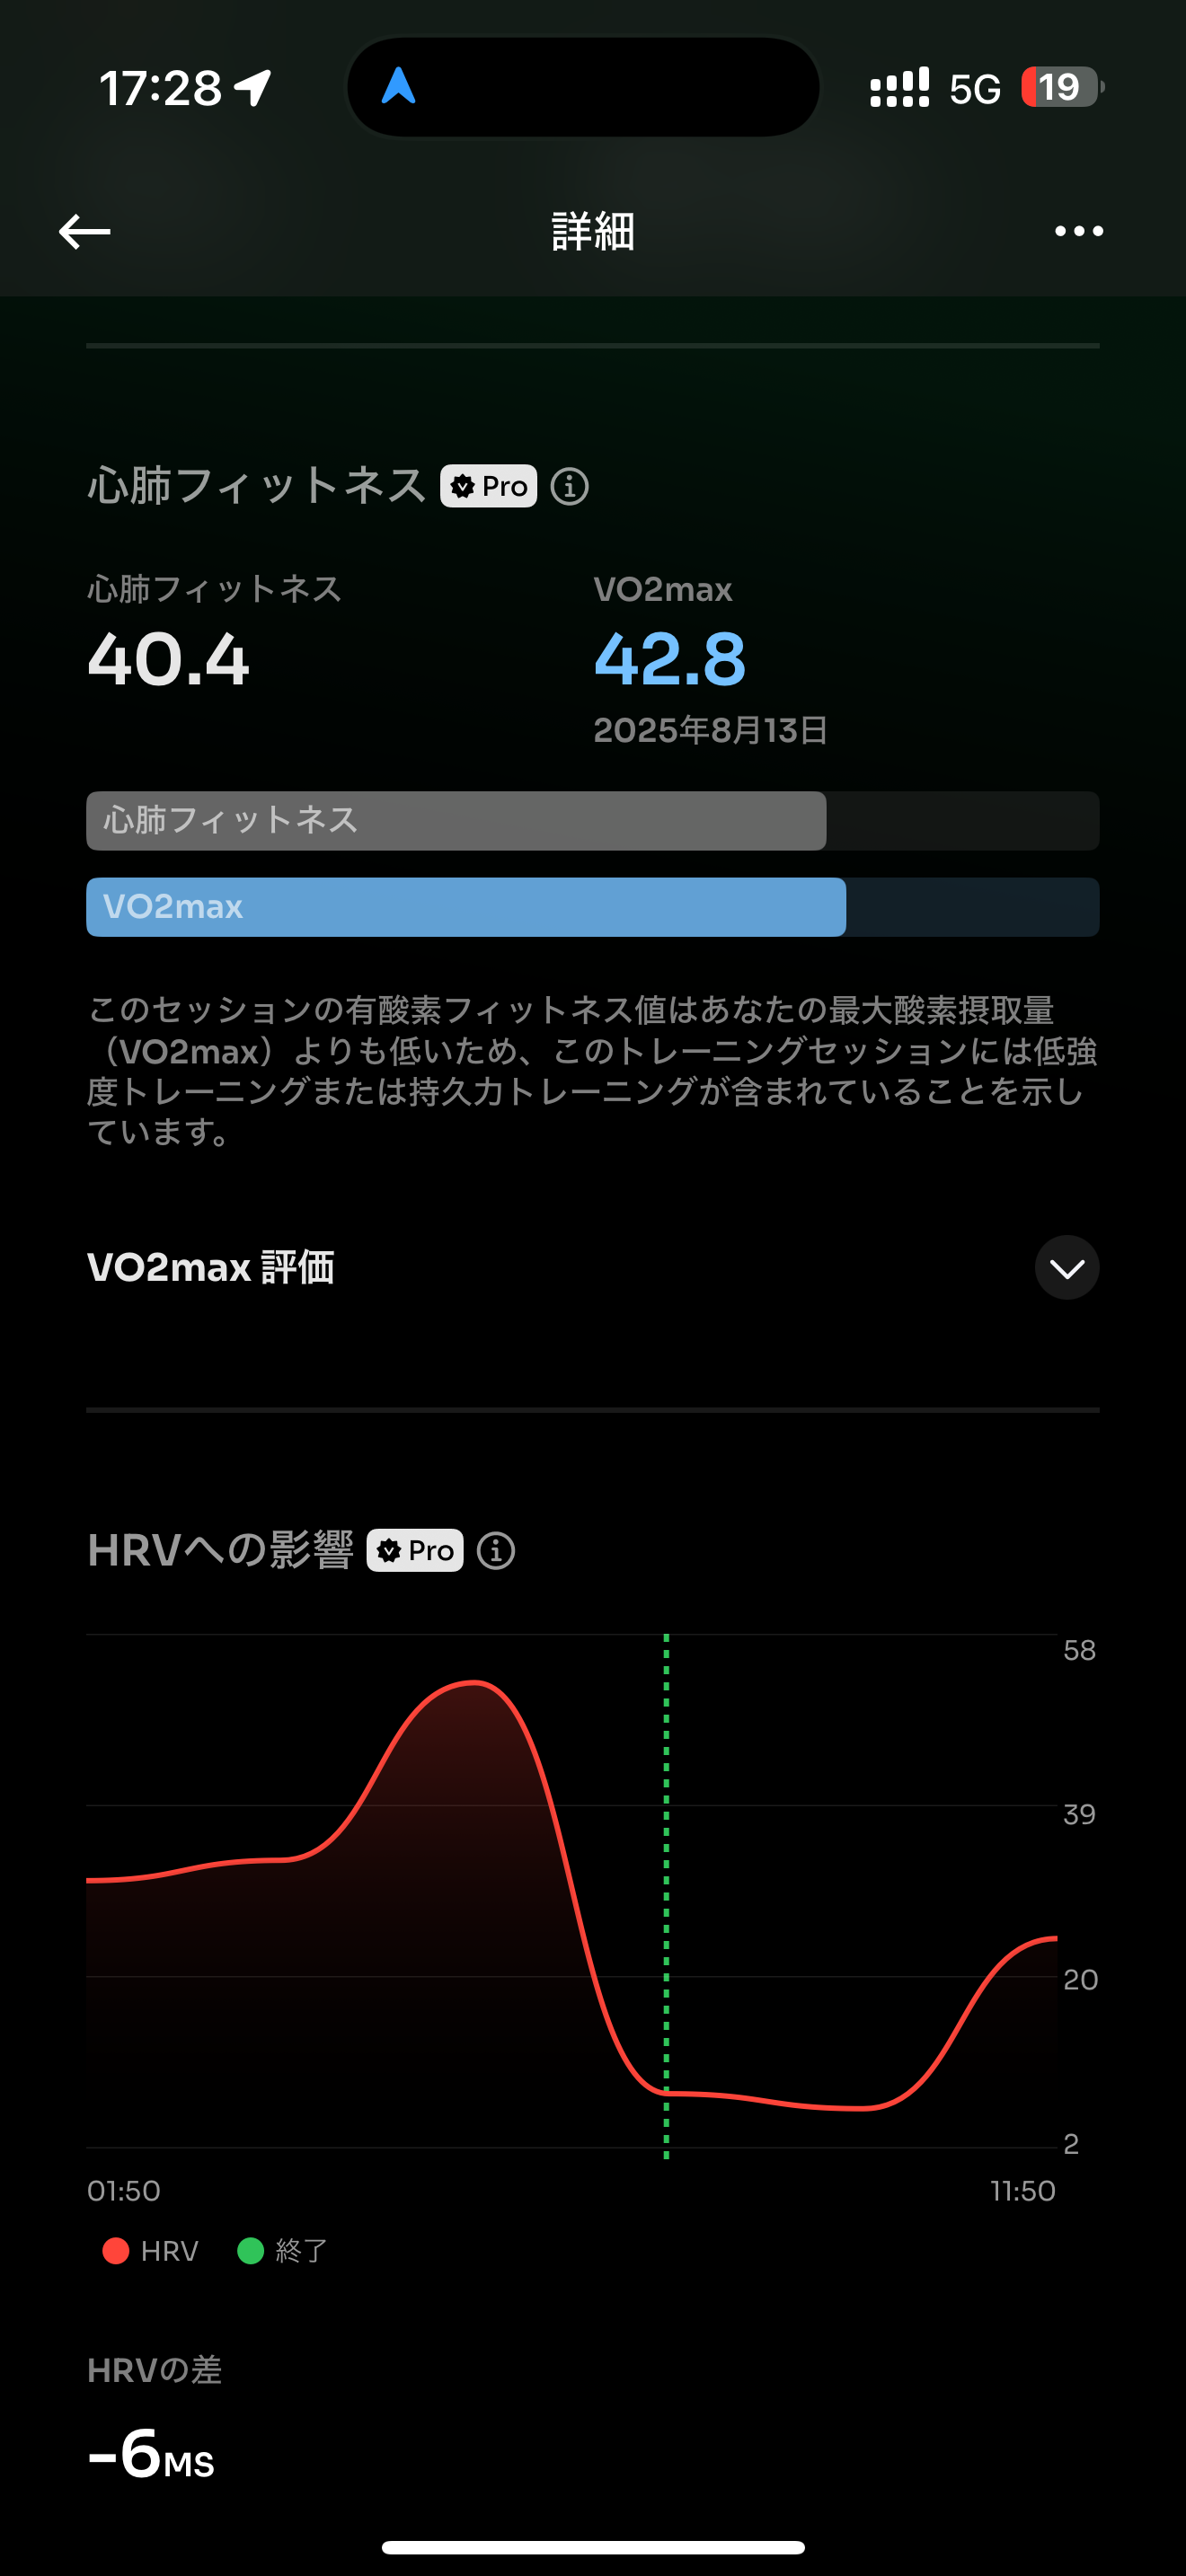 17:28 5G 19
詳細
心肺フィットネス Pro
心肺フィットネス VO2max
40.4 42.8
2025年8月13日
心肺フィットネス
VO2max
このセッションの有酸素フィットネス値はあなたの最大酸素摂取量
（VO2max）よりも低いため、このトレーニングセッションには低強
度トレーニングまたは持久力トレーニングが含まれていることを示し
ています。
VO2max 評価
HRVへの影響 Pro
58
39
20
2
01:50 11:50
HRV 終了
HRVの差
-6MS